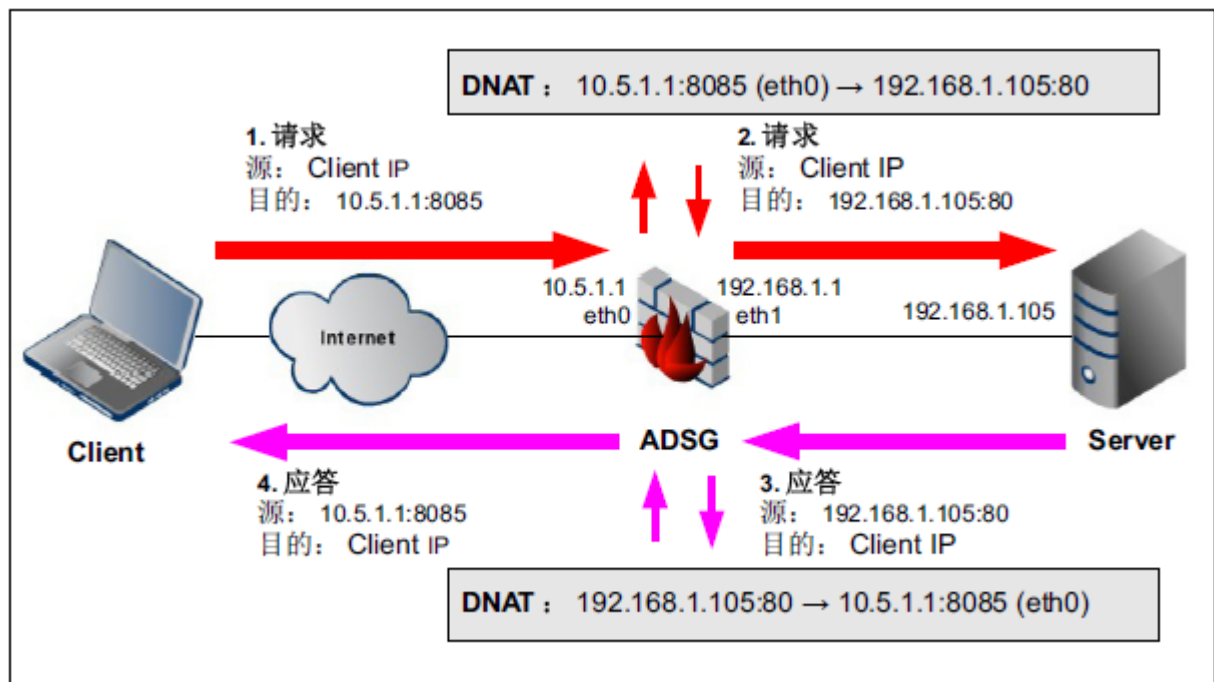 DNAT： 10.5.1.1:8085 (eth0) → 192.168.1.105:80
1. 请求
源： Client IP
目的： 10.5.1.1:8085
2. 请求
源： Client IP
目的： 192.168.1.105:80
10.5.1.1
eth0
192.168.1.1
eth1
192.168.1.105
Internet
Client
ADSG
Server
4. 应答
源： 10.5.1.1:8085
目的： Client IP
3. 应答
源： 192.168.1.105:80
目的： Client IP
DNAT： 192.168.1.105:80 → 10.5.1.1:8085 (eth0)